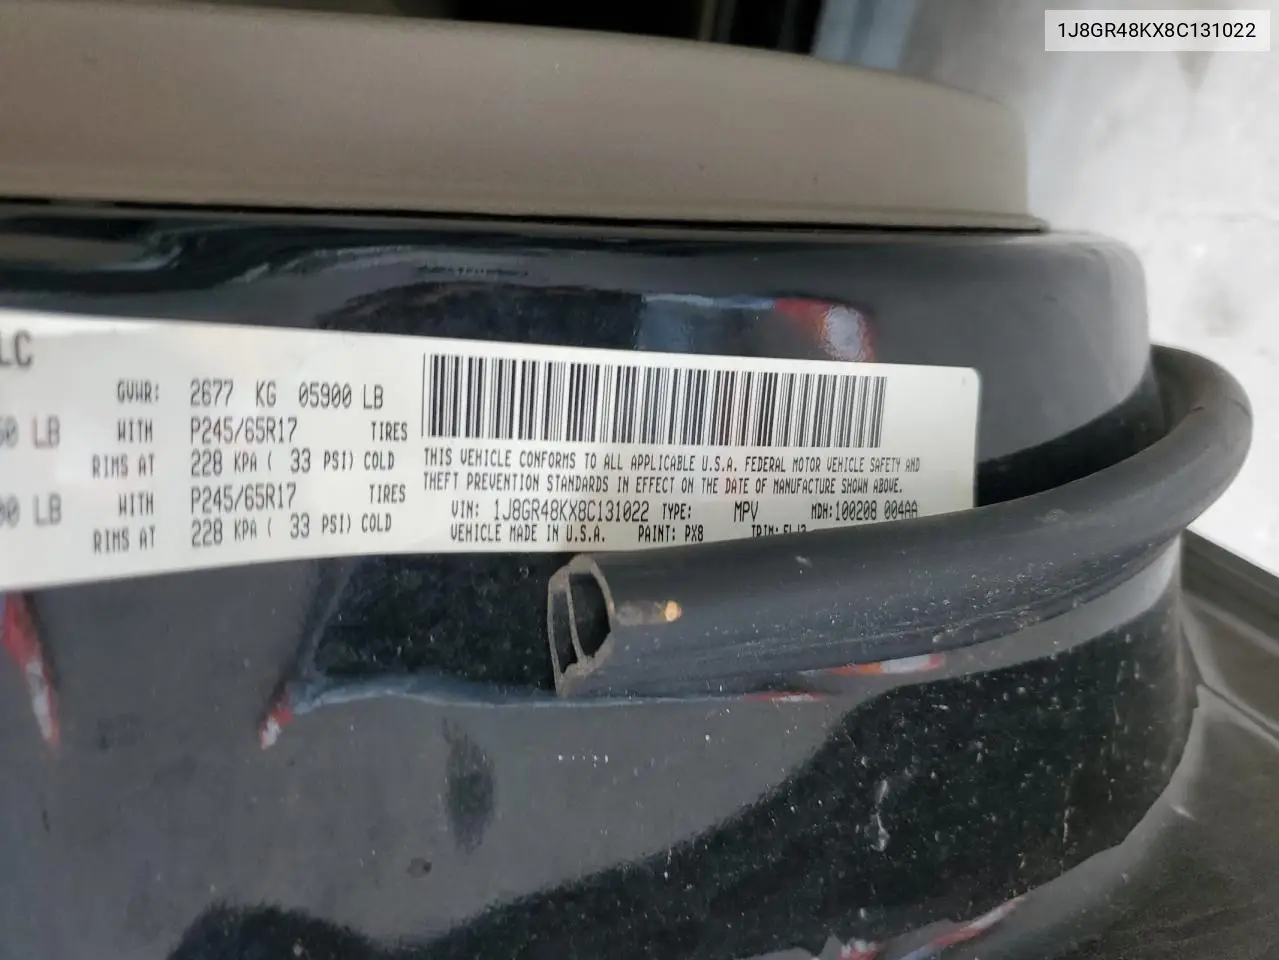 1J8GR48KX8C131022
LC
GVWR: 2677 KG 05900 LB
LB WITH P245/65R17 TIRES
RIMS AT 228 KPA ( 33 PSI) COLD
LB WITH P245/65R17 TIRES
RIMS AT 228 KPA ( 33 PSI) COLD
THIS VEHICLE CONFORMS TO ALL APPLICABLE U.S.A. FEDERAL MOTOR VEHICLE SAFETY AND
THEFT PREVENTION STANDARDS IN EFFECT ON THE DATE OF MANUFACTURE SHOWN ABOVE.
VIN: 1J8GR48KX8C131022 TYPE: MPV MDH:100208 004AA
VEHICLE MADE IN U.S.A. PAINT: PX8 TRIM: